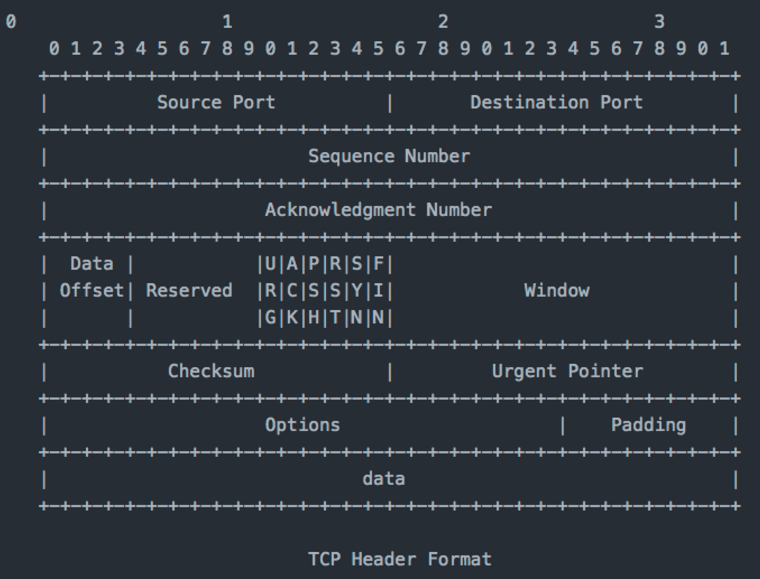 0                   1                   2                   3
    0 1 2 3 4 5 6 7 8 9 0 1 2 3 4 5 6 7 8 9 0 1 2 3 4 5 6 7 8 9 0 1
   +-+-+-+-+-+-+-+-+-+-+-+-+-+-+-+-+-+-+-+-+-+-+-+-+-+-+-+-+-+-+-+-+
   |          Source Port          |       Destination Port        |
   +-+-+-+-+-+-+-+-+-+-+-+-+-+-+-+-+-+-+-+-+-+-+-+-+-+-+-+-+-+-+-+-+
   |                        Sequence Number                        |
   +-+-+-+-+-+-+-+-+-+-+-+-+-+-+-+-+-+-+-+-+-+-+-+-+-+-+-+-+-+-+-+-+
   |                    Acknowledgment Number                      |
   +-+-+-+-+-+-+-+-+-+-+-+-+-+-+-+-+-+-+-+-+-+-+-+-+-+-+-+-+-+-+-+-+
   |  Data |           |U|A|P|R|S|F|                               |
   | Offset| Reserved  |R|C|S|S|Y|I|            Window             |
   |       |           |G|K|H|T|N|N|                               |
   +-+-+-+-+-+-+-+-+-+-+-+-+-+-+-+-+-+-+-+-+-+-+-+-+-+-+-+-+-+-+-+-+
   |           Checksum            |         Urgent Pointer        |
   +-+-+-+-+-+-+-+-+-+-+-+-+-+-+-+-+-+-+-+-+-+-+-+-+-+-+-+-+-+-+-+-+
   |                    Options                    |    Padding    |
   +-+-+-+-+-+-+-+-+-+-+-+-+-+-+-+-+-+-+-+-+-+-+-+-+-+-+-+-+-+-+-+-+
   |                             data                              |
   +-+-+-+-+-+-+-+-+-+-+-+-+-+-+-+-+-+-+-+-+-+-+-+-+-+-+-+-+-+-+-+-+
                            TCP Header Format